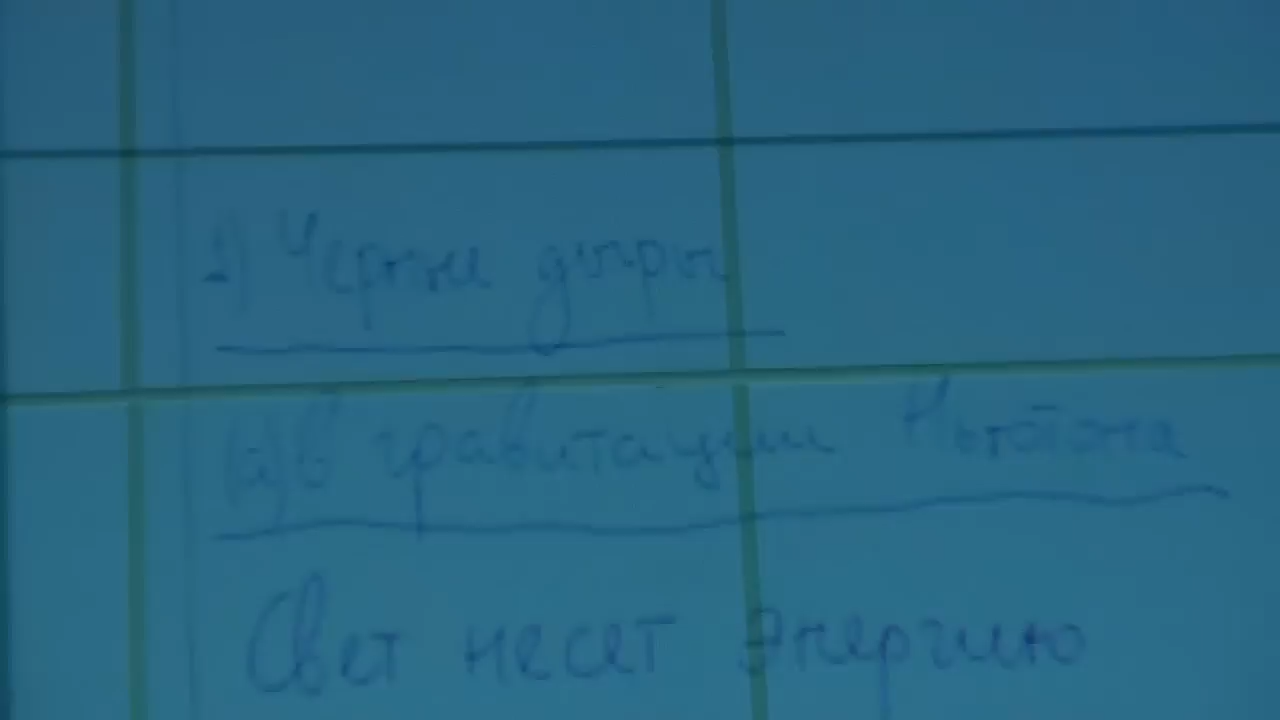 1) Черные дыры
а) в гравитации Ньютона
Свет несет энергию